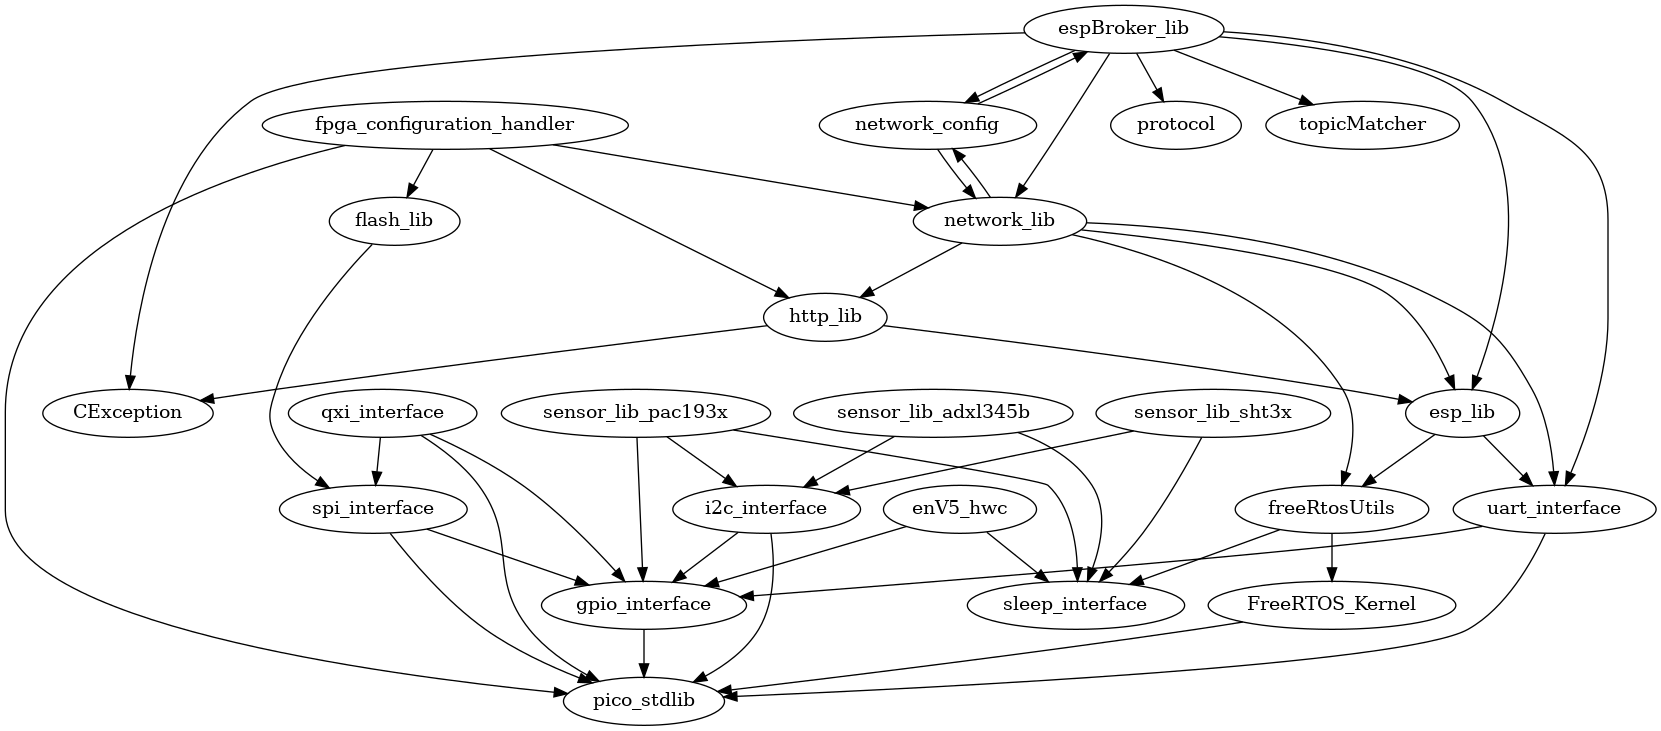 espBroker_lib
fpga_configuration_handler
network_config
protocol
topicMatcher
flash_lib
network_lib
http_lib
CException
qxi_interface
sensor_lib_pac193x
sensor_lib_adxl345b
sensor_lib_sht3x
esp_lib
spi_interface
i2c_interface
enV5_hwc
freeRtosUtils
uart_interface
gpio_interface
sleep_interface
FreeRTOS_Kernel
pico_stdlib